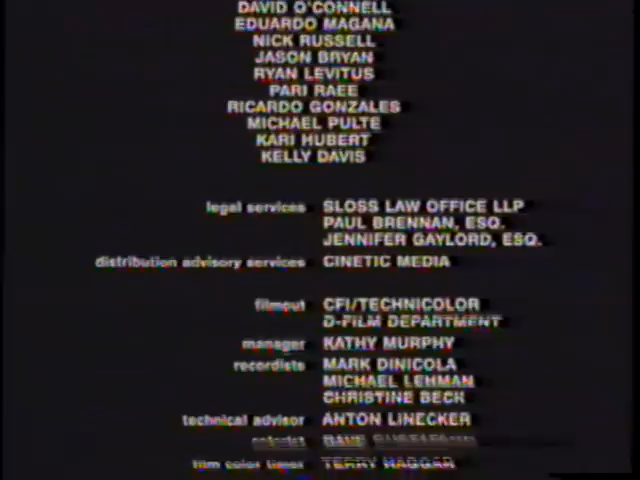 DAVID O'CONNELL
EDUARDO MAGANA
NICK RUSSELL
JASON BRYAN
RYAN LEVITUS
PARI RAEE
RICARDO GONZALES
MICHAEL PULTE
KARI HUBERT
KELLY DAVIS
legal services SLOSS LAW OFFICE LLP
PAUL BRENNAN, ESQ.
JENNIFER GAYLORD, ESQ.
distribution advisory services CINETIC MEDIA
filmout CFI/TECHNICOLOR
D-FILM DEPARTMENT
manager KATHY MURPHY
recordists MARK DINICOLA
MICHAEL LEHMAN
CHRISTINE BECK
technical advisor ANTON LINECKER
colorist
film color timer TERRY HAGGAR